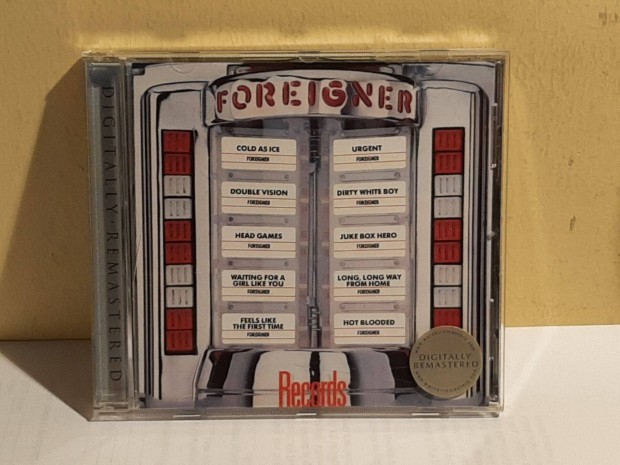 DIGITALLY REMASTERED
FOREIGNER
COLD AS ICE
FOREIGNER
DOUBLE VISION
FOREIGNER
HEAD GAMES
FOREIGNER
WAITING FOR A
GIRL LIKE YOU
FOREIGNER
FEELS LIKE
THE FIRST TIME
FOREIGNER
URGENT
FOREIGNER
DIRTY WHITE BOY
FOREIGNER
JUKE BOX HERO
FOREIGNER
LONG, LONG WAY
FROM HOME
FOREIGNER
HOT BLOODED
FOREIGNER
DIGITALLY
REMASTERED
Records